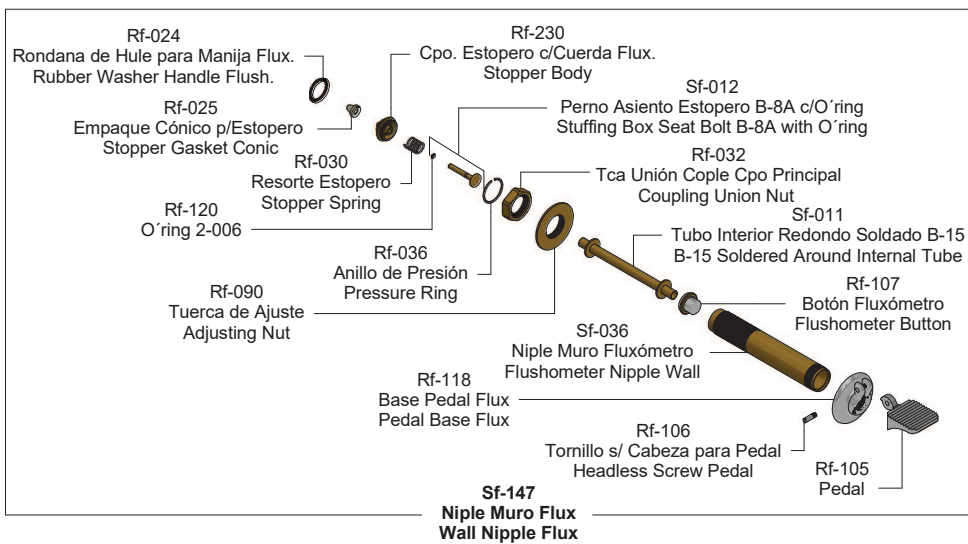 Rf-024
Rondana de Hule para Manija Flux.
Rubber Washer Handle Flush.
Rf-230
Cpo. Estopero c/Cuerda Flux.
Stopper Body
Rf-025
Empaque Cónico p/Estopero
Stopper Gasket Conic
Sf-012
Perno Asiento Estopero B-8A c/O´ring
Stuffing Box Seat Bolt B-8A with O´ring
Rf-030
Resorte Estopero
Stopper Spring
Rf-032
Tca Unión Cople Cpo Principal
Coupling Union Nut
Rf-120
O´ring 2-006
Sf-011
Tubo Interior Redondo Soldado B-15
B-15 Soldered Around Internal Tube
Rf-036
Anillo de Presión
Pressure Ring
Rf-107
Botón Fluxómetro
Flushometer Button
Rf-090
Tuerca de Ajuste
Adjusting Nut
Sf-036
Niple Muro Fluxómetro
Flushometer Nipple Wall
Rf-118
Base Pedal Flux
Pedal Base Flux
Rf-106
Tornillo s/ Cabeza para Pedal
Headless Screw Pedal
Rf-105
Pedal
Sf-147
Niple Muro Flux
Wall Nipple Flux